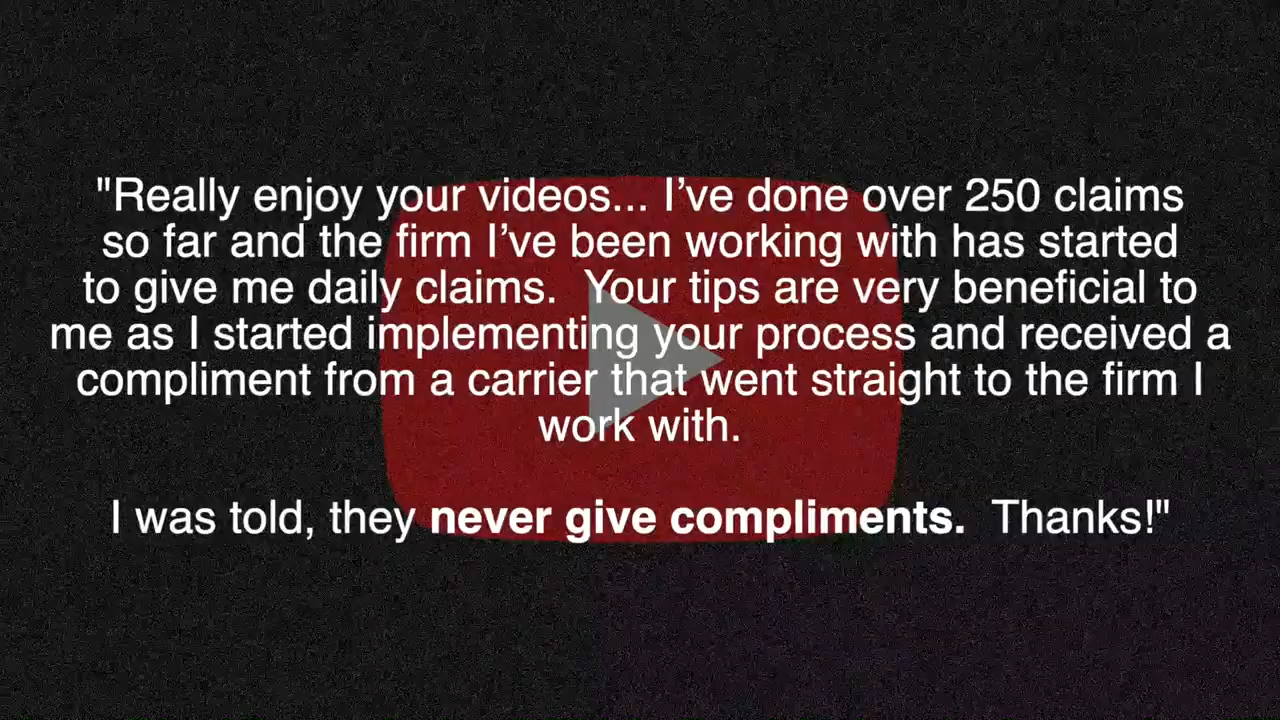 "Really enjoy your videos... I’ve done over 250 claims
so far and the firm I’ve been working with has started
to give me daily claims.  Your tips are very beneficial to
me as I started implementing your process and received a
compliment from a carrier that went straight to the firm I
work with.
I was told, they never give compliments.  Thanks!"